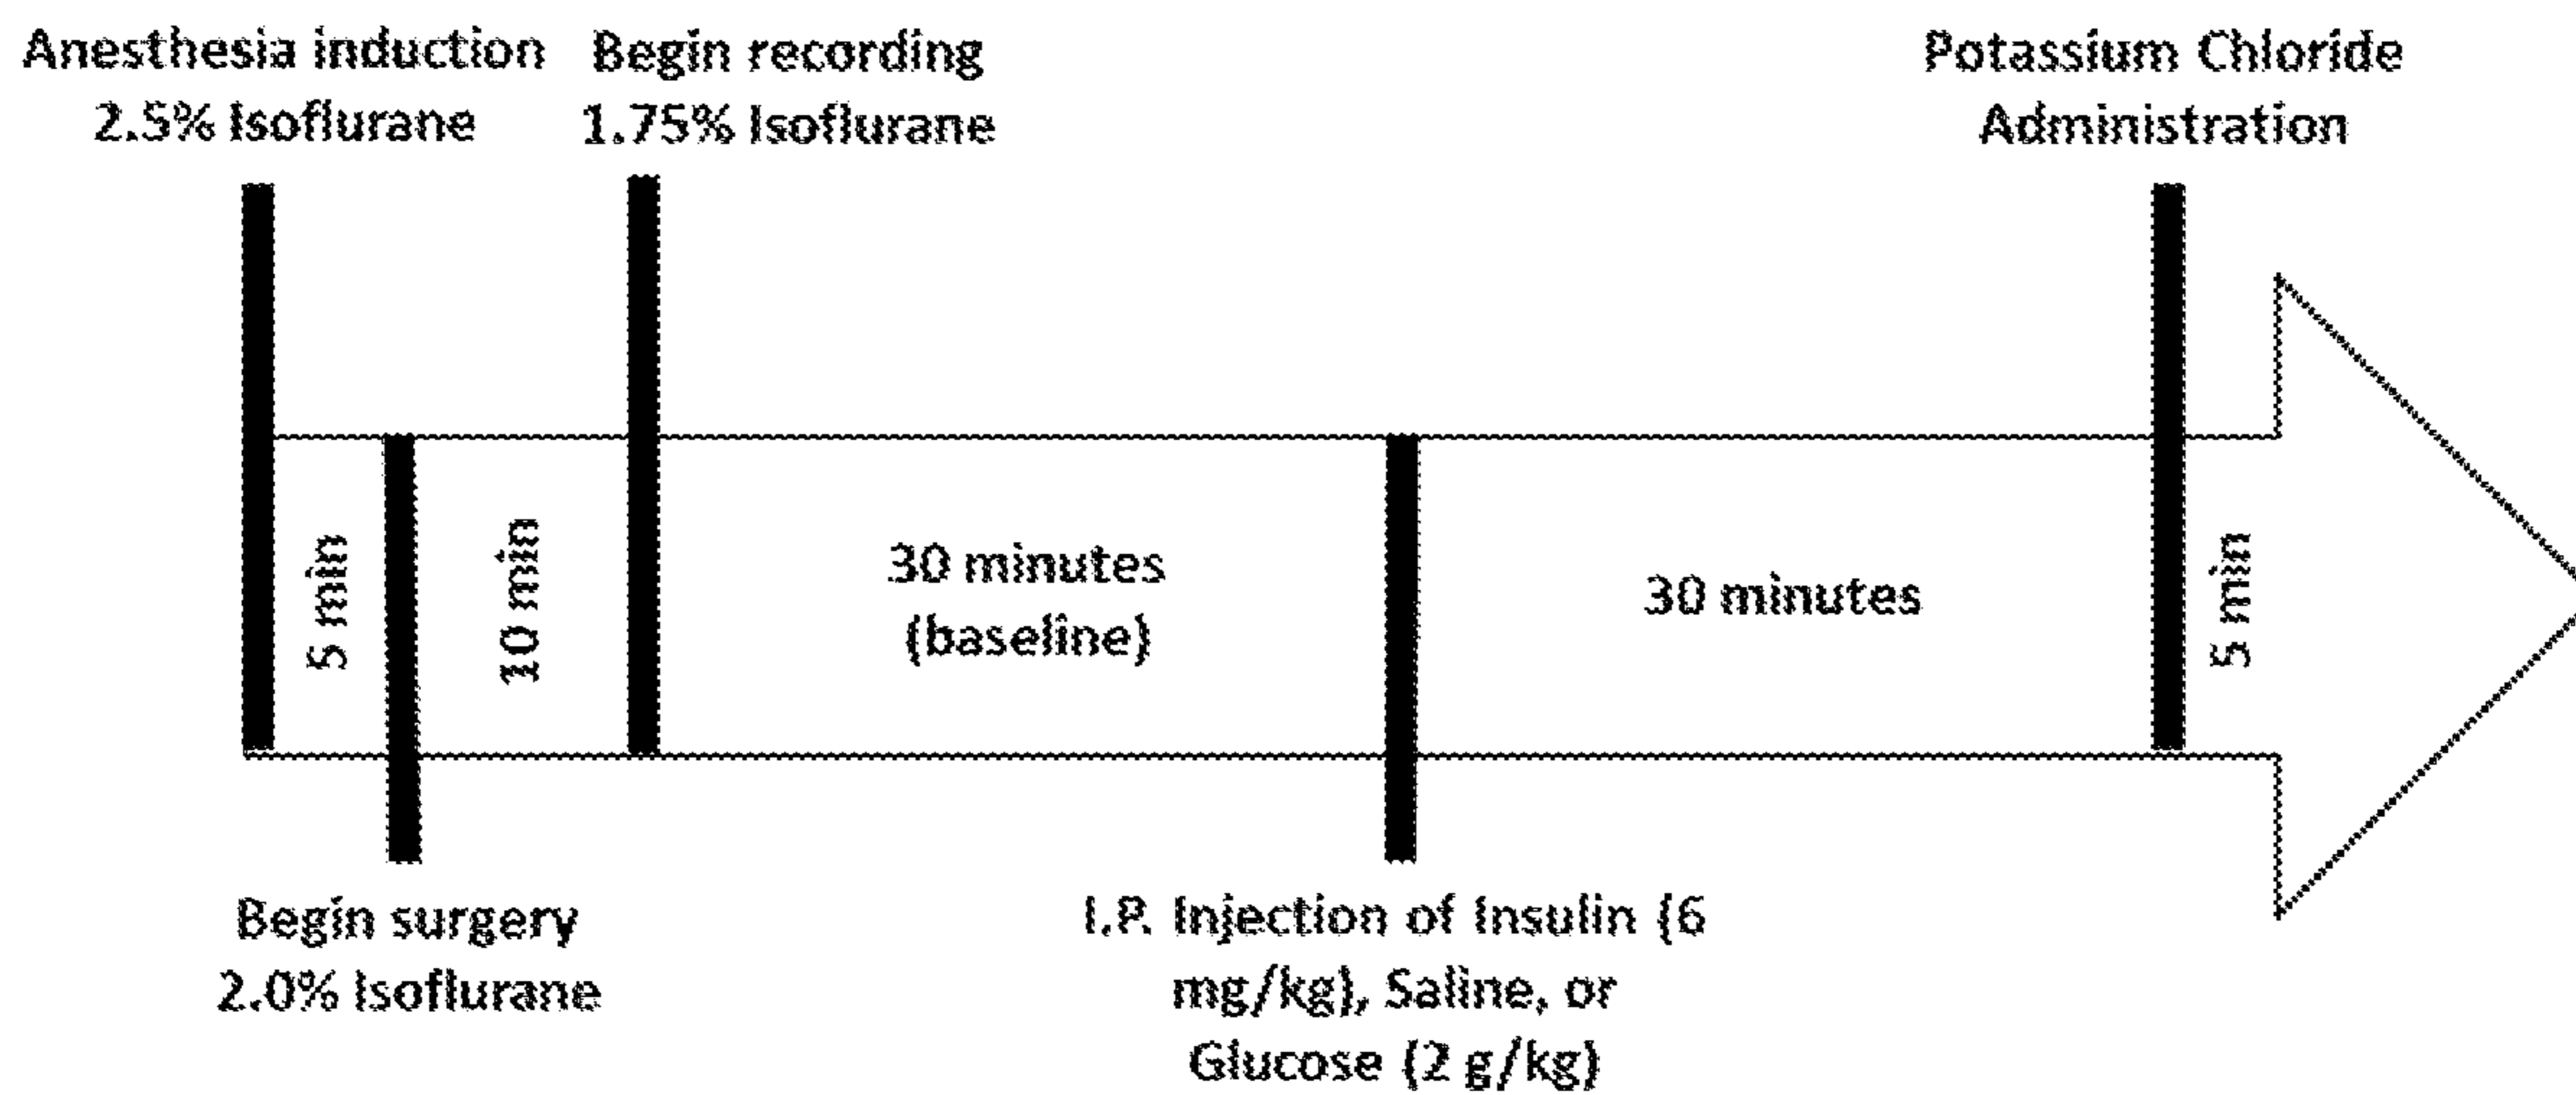 Anesthesia induction
2.5% Isoflurane
Begin recording
1.75% Isoflurane
Potassium Chloride
Administration
5 min
10 min
30 minutes
(baseline)
30 minutes
5 min
Begin surgery
2.0% Isoflurane
I.P. Injection of Insulin (6
mg/kg), Saline, or
Glucose (2 g/kg)